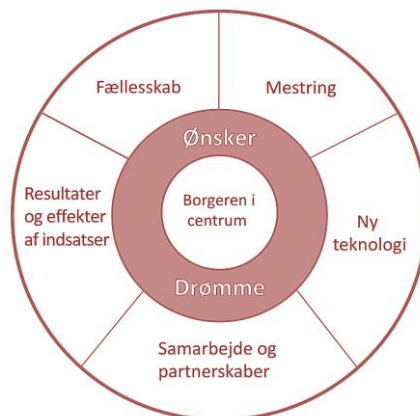 Fællesskab
Mestring
Ønsker
Resultater
og effekter
af indsatser
Borgeren i
centrum
Ny
teknologi
Drømme
Samarbejde og
partnerskaber